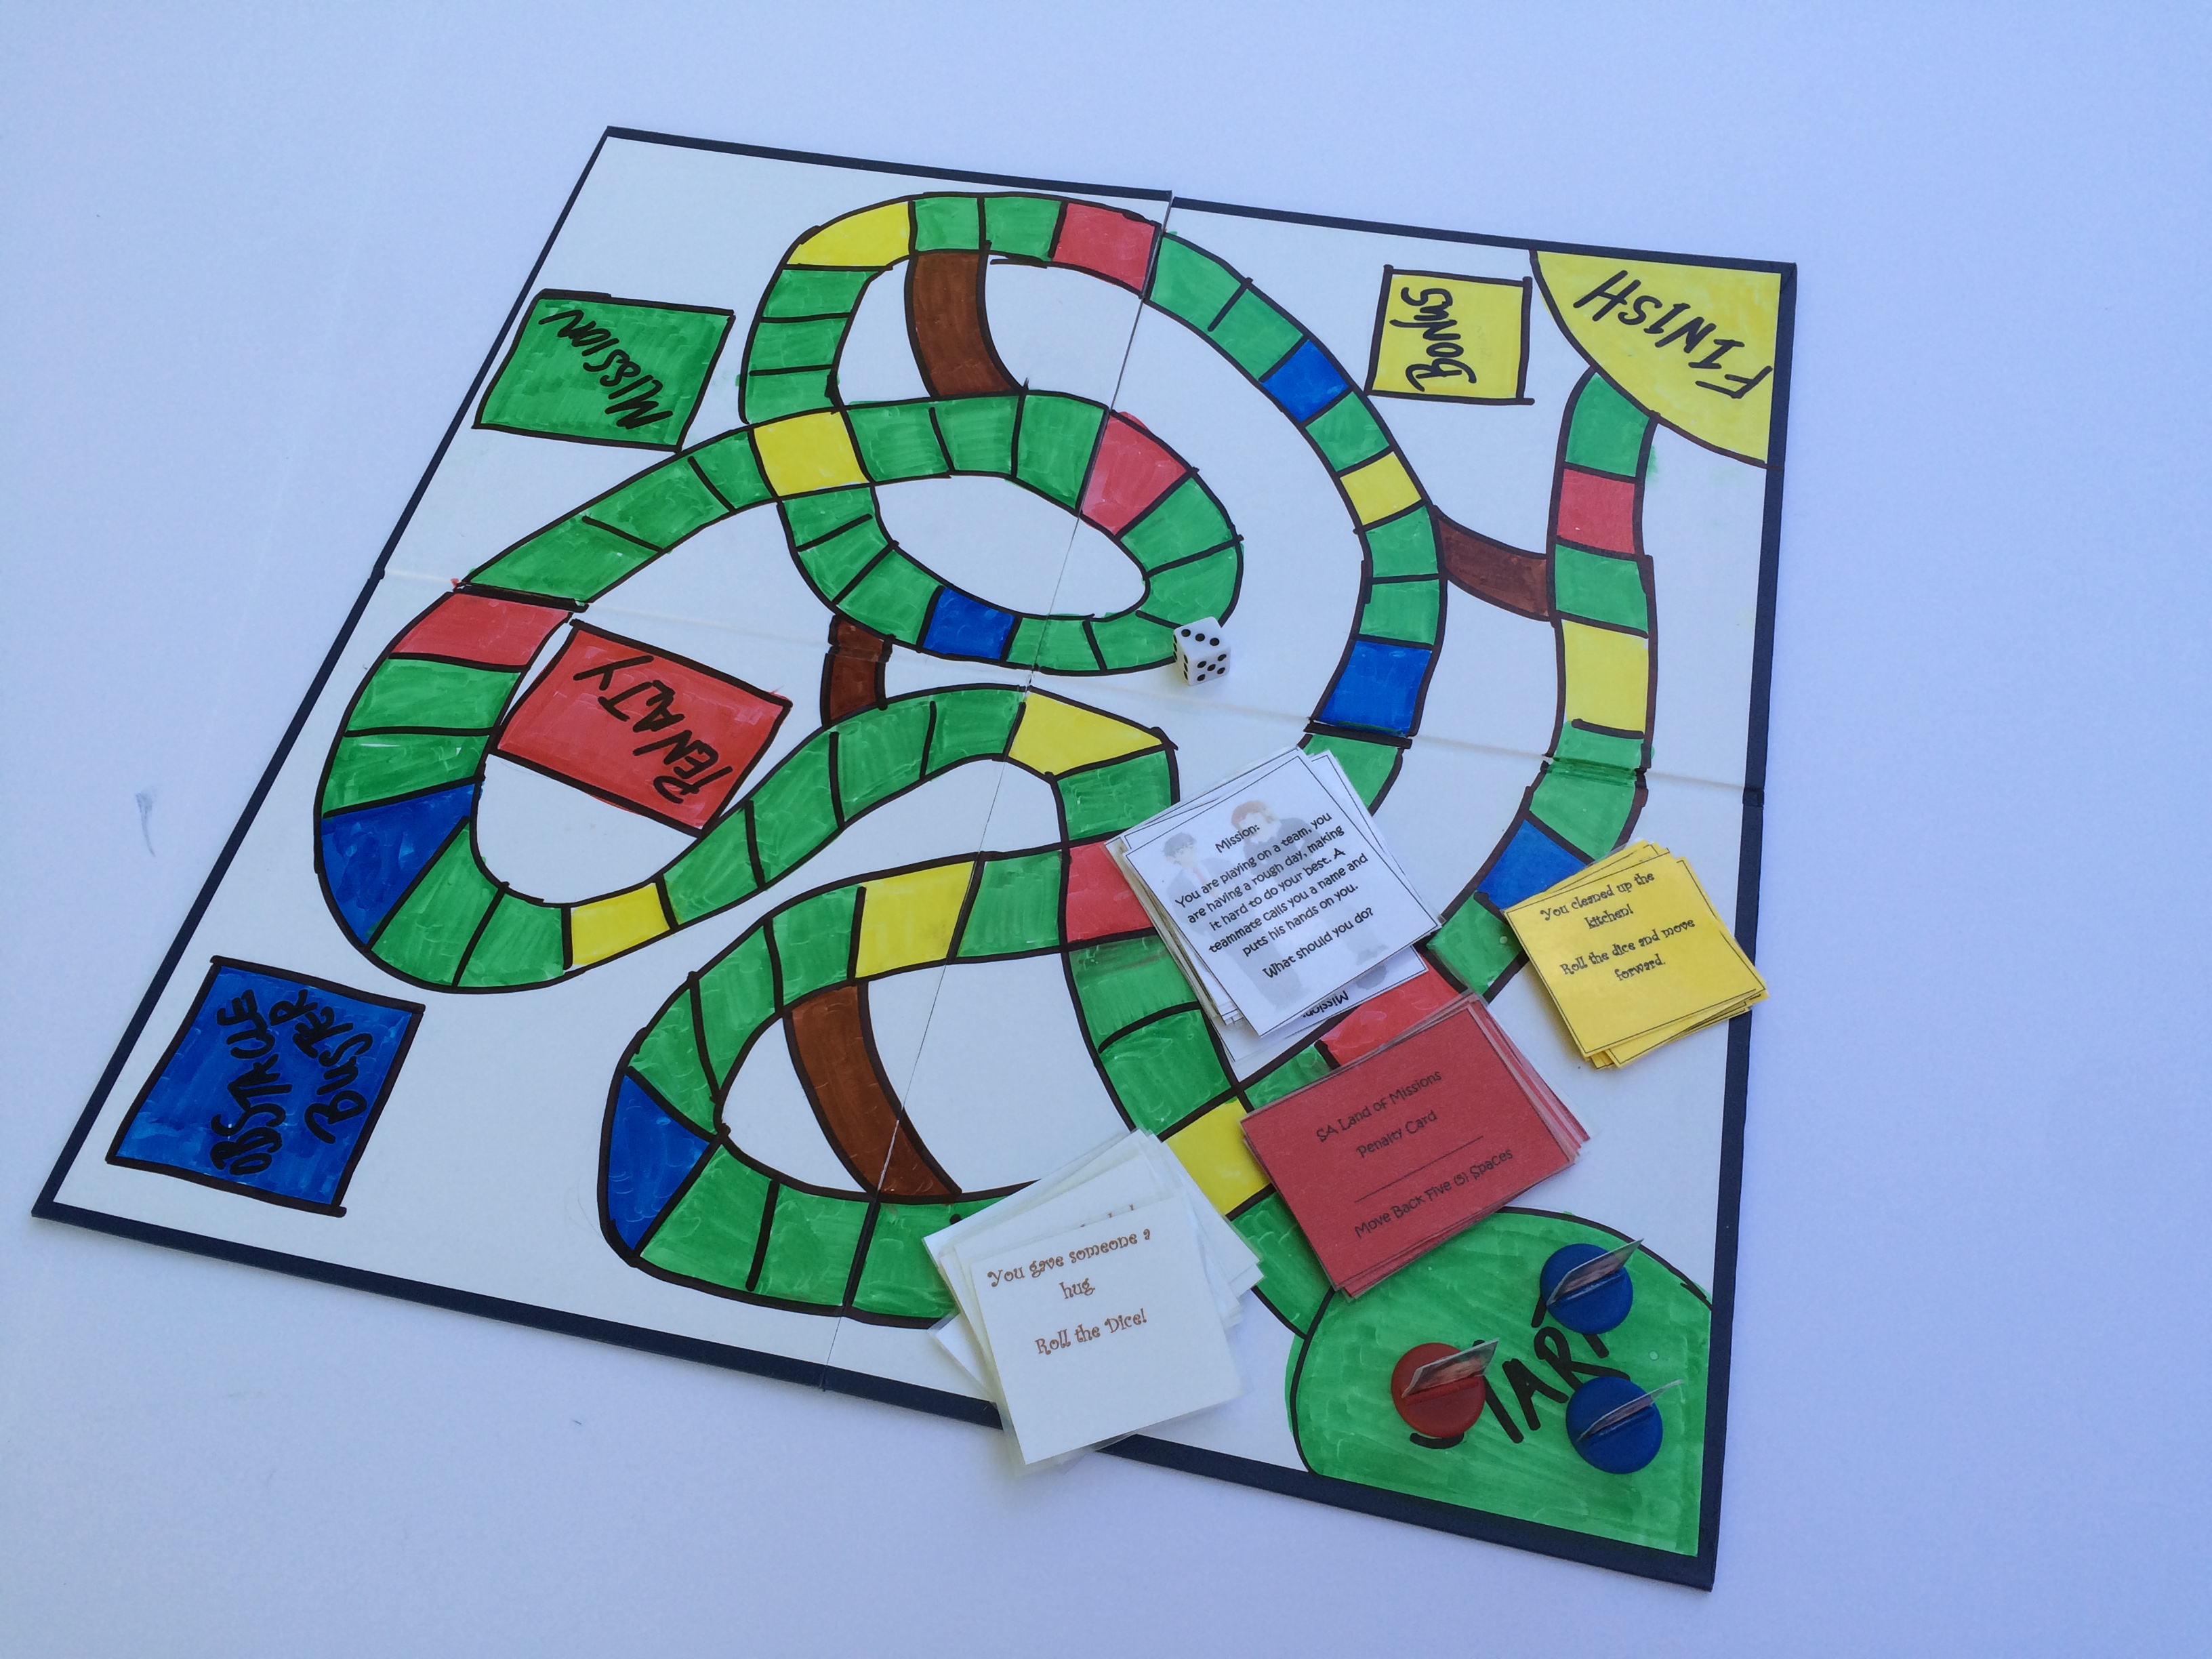 MISSION
BONUS
FINISH
PENALTY
OBSTACLE
BUSTER
Mission:
You are playing on a team, you
are having a rough day, making
it hard to do your best. A
teammate calls you a name and
puts his hands on you.
What should you do?
Mission:
You cleaned up the
kitchen!
Roll the dice and move
forward.
SA Land of Missions
Penalty Card
Move Back Five (5) Spaces
You gave someone a
hug
Roll the Dice!
START